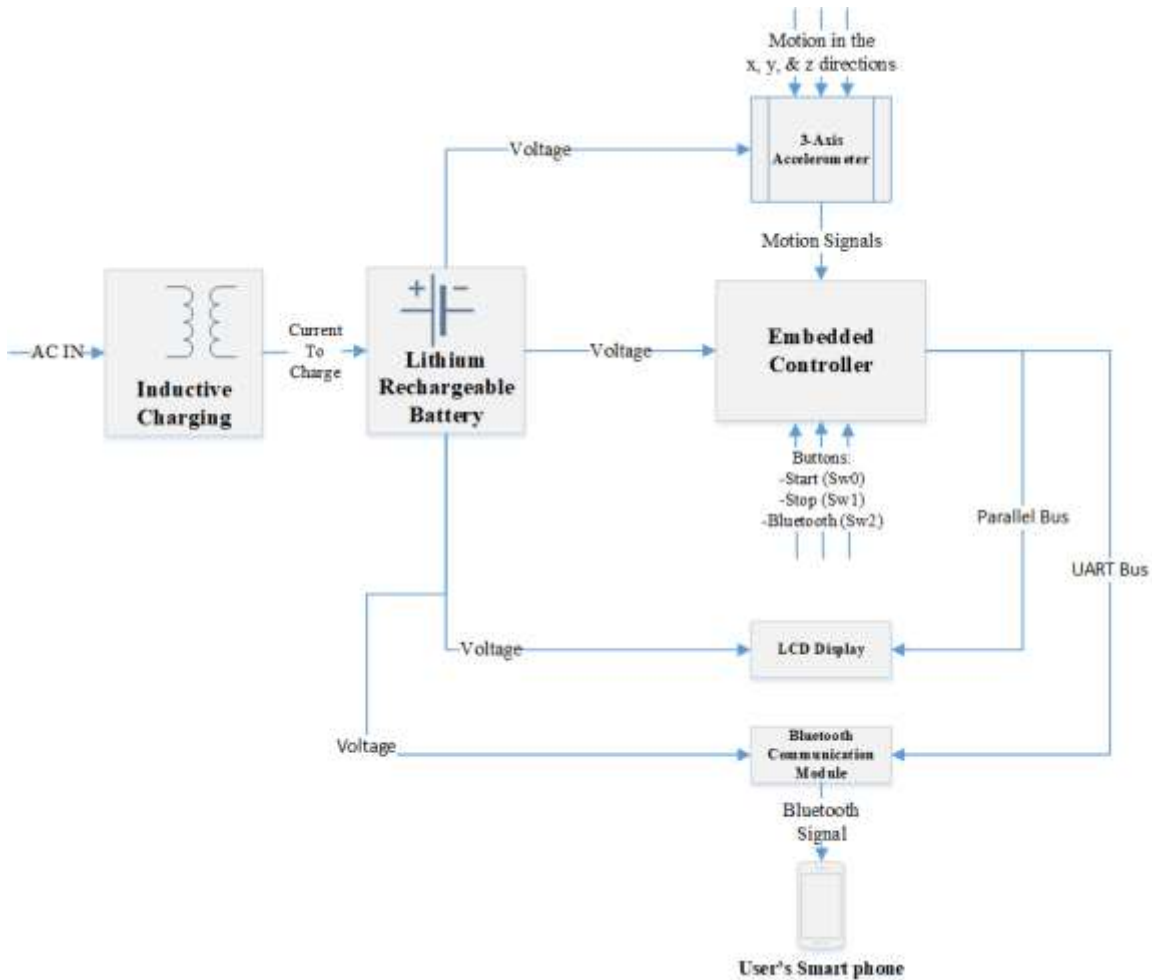 Motion in the
x, y, & z directions
3-Axis
Accelerometer
Voltage
Motion Signals
AC IN
Inductive
Charging
Current
To
Charge
+ −
Lithium
Rechargeable
Battery
Voltage
Embedded
Controller
Buttons:
-Start (Sw0)
-Stop (Sw1)
-Bluetooth (Sw2)
Parallel Bus
UART Bus
Voltage
LCD Display
Voltage
Bluetooth
Communication
Module
Bluetooth
Signal
User's Smart phone